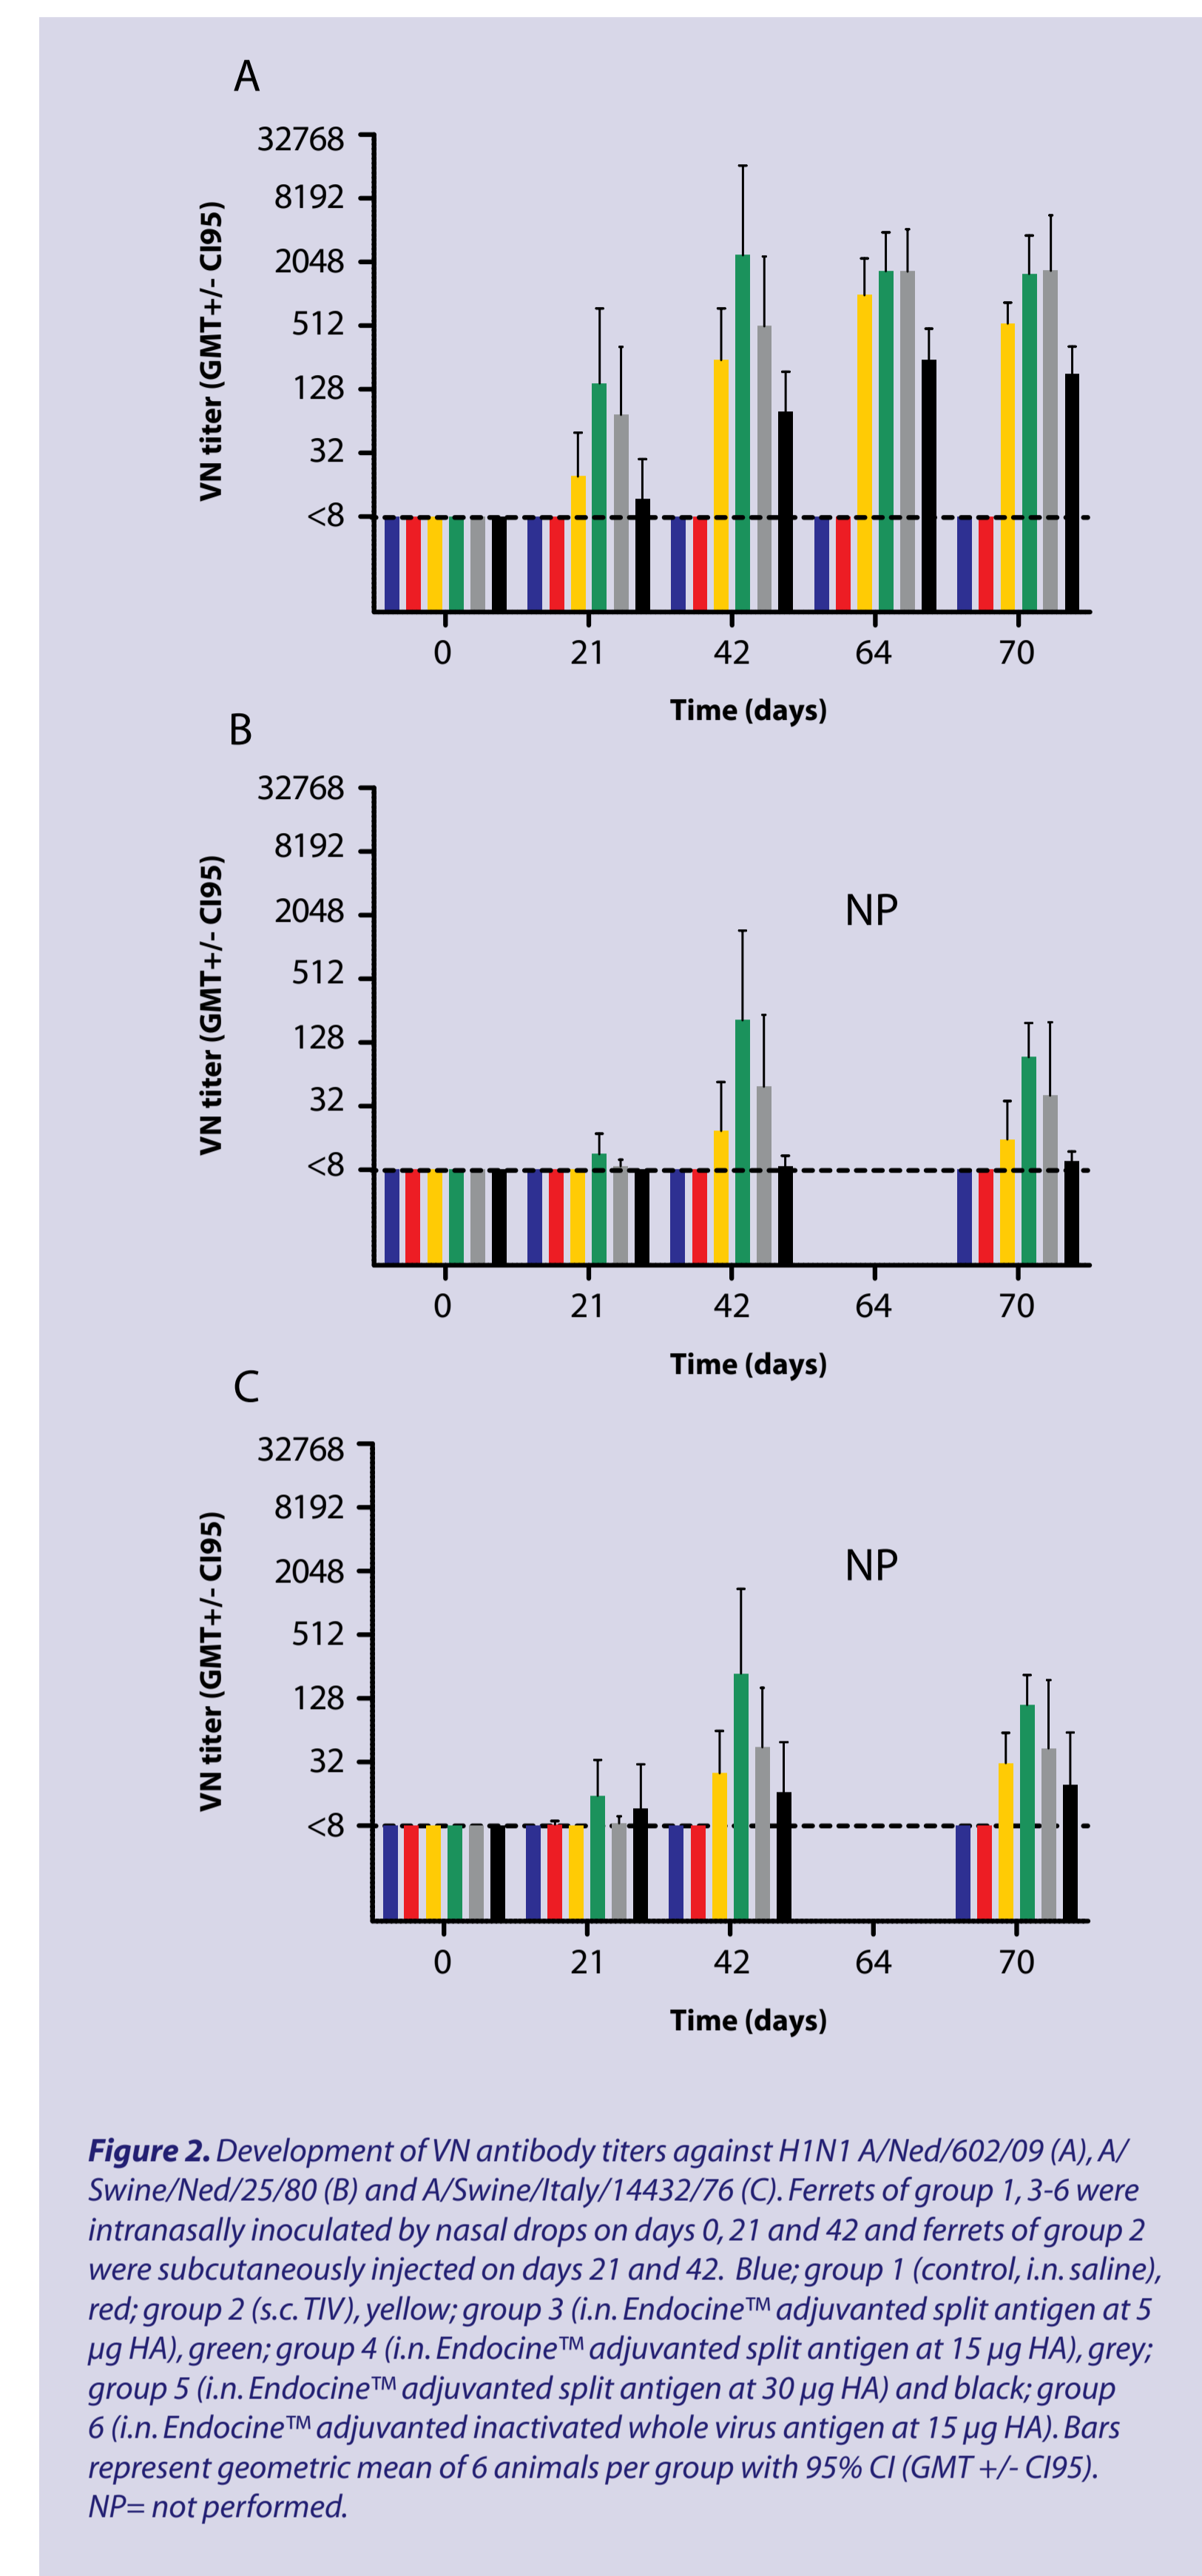 A
32768
8192
2048
512
128
32
<8
VN titer (GMT+/- CI95)
0 21 42 64 70
Time (days)
B
32768
8192
2048
512
128
32
<8
VN titer (GMT+/- CI95)
NP
0 21 42 64 70
Time (days)
C
32768
8192
2048
512
128
32
<8
VN titer (GMT+/- CI95)
NP
0 21 42 64 70
Time (days)
Figure 2. Development of VN antibody titers against H1N1 A/Ned/602/09 (A), A/
Swine/Ned/25/80 (B) and A/Swine/Italy/14432/76 (C). Ferrets of group 1, 3-6 were
intranasally inoculated by nasal drops on days 0, 21 and 42 and ferrets of group 2
were subcutaneously injected on days 21 and 42. Blue; group 1 (control, i.n. saline),
red; group 2 (s.c. TIV), yellow; group 3 (i.n. Endocine™ adjuvanted split antigen at 5
µg HA), green; group 4 (i.n. Endocine™ adjuvanted split antigen at 15 µg HA), grey;
group 5 (i.n. Endocine™ adjuvanted split antigen at 30 µg HA) and black; group
6 (i.n. Endocine™ adjuvanted inactivated whole virus antigen at 15 µg HA). Bars
represent geometric mean of 6 animals per group with 95% CI (GMT +/- CI95).
NP= not performed.